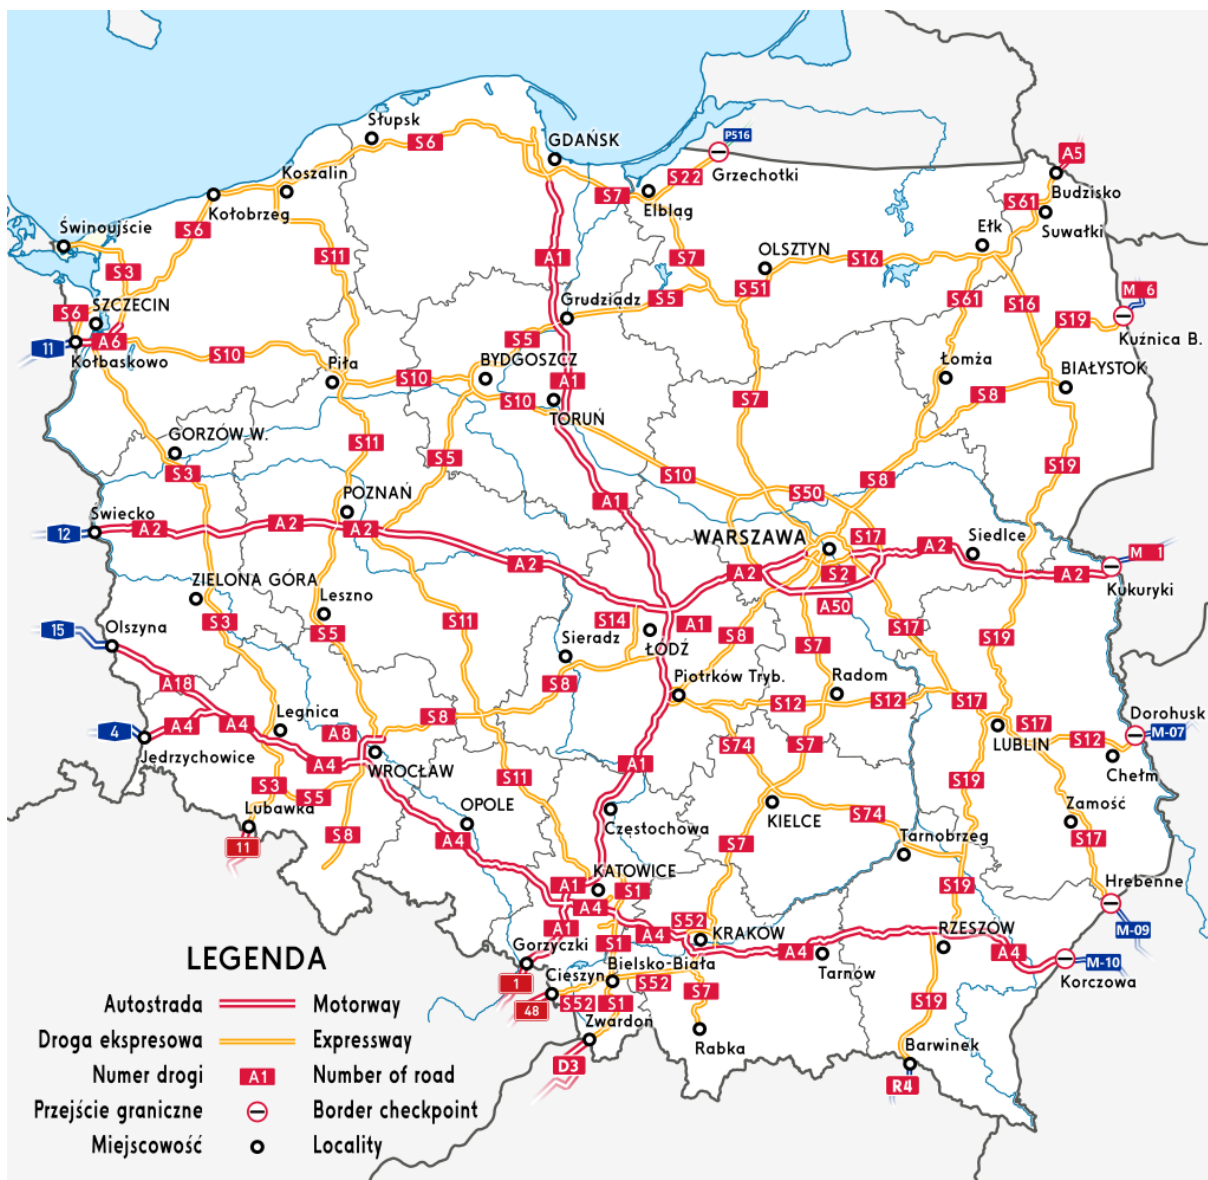 P516
Słupsk
S6
GDAŃSK
A5
Grzechotki
Koszalin
S22
Budzisko
Kołobrzeg
S7
Elbląg
S61
Świnoujście
S6
Ełk
Suwałki
S11
A1
S7
OLSZTYN
S16
S3
S51
M 6
SZCZECIN
Grudziądz
S5
S61
S16
S6
S19
11
A6
S5
Kuźnica B.
Kołbaskowo
S10
Piła
BYDGOSZCZ
Łomża
S10
A1
BIAŁYSTOK
S10
S7
S8
TORUŃ
GORZÓW W.
S11
S3
S5
S10
S8
S19
POZNAŃ
A1
S50
Świecko
12
A2
A2
A2
WARSZAWA
S17
Siedlce
A2
M 1
A2
A2
S2
A2
Kukuryki
ZIELONA GÓRA
Leszno
A50
S3
S5
S11
S14
A1
S8
S17
S19
15
Olszyna
Sieradz
ŁÓDŹ
S7
A18
S8
Piotrków Tryb.
Radom
S12
S12
S17
4
A4
A4
Legnica
A8
S8
S74
S7
S17
S12
Dorohusk
M-07
Jedrzychowice
A4
WROCŁAW
A1
LUBLIN
Chełm
S3
S5
S11
S19
Lubawka
OPOLE
Częstochowa
KIELCE
S74
Zamość
11
S8
A4
S7
Tarnobrzeg
S17
KATOWICE
A1
S1
S19
Hrebenne
A4
A1
S52
M-09
S1
A4
KRAKÓW
A4
RZESZÓW
A4
LEGENDA
Gorzyczki
Bielsko-Biała
Tarnów
M-10
1
Cieszyn
S52
S7
Korczowa
48
S52
S1
S19
Zwardoń
Rabka
Barwinek
D3
R4
Autostrada Motorway
Droga ekspresowa Expressway
Numer drogi A1 Number of road
Przejście graniczne Border checkpoint
Miejscowość Locality